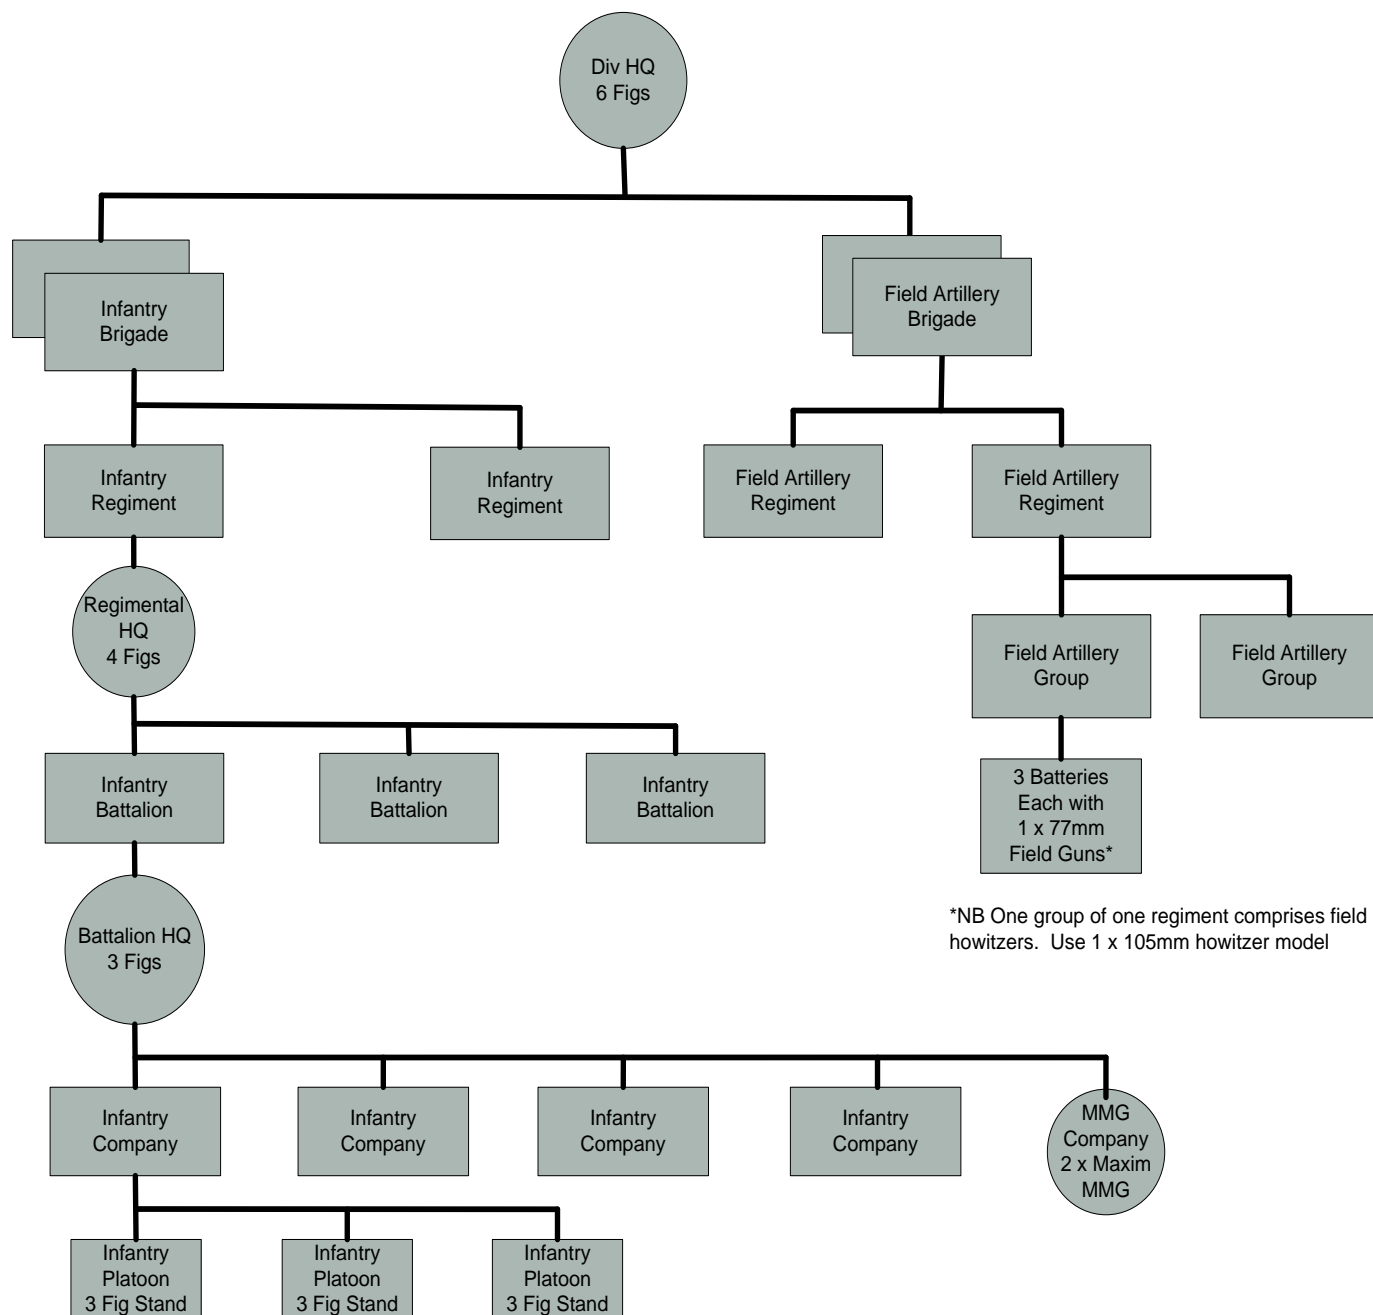 Div HQ
6 Figs
Infantry
Brigade
Field Artillery
Brigade
Infantry
Regiment
Infantry
Regiment
Field Artillery
Regiment
Field Artillery
Regiment
Regimental
HQ
4 Figs
Field Artillery
Group
Field Artillery
Group
Infantry
Battalion
Infantry
Battalion
Infantry
Battalion
3 Batteries
Each with
1 x 77mm
Field Guns*
*NB One group of one regiment comprises field
howitzers.  Use 1 x 105mm howitzer model
Battalion HQ
3 Figs
Infantry
Company
Infantry
Company
Infantry
Company
Infantry
Company
MMG
Company
2 x Maxim
MMG
Infantry
Platoon
3 Fig Stand
Infantry
Platoon
3 Fig Stand
Infantry
Platoon
3 Fig Stand